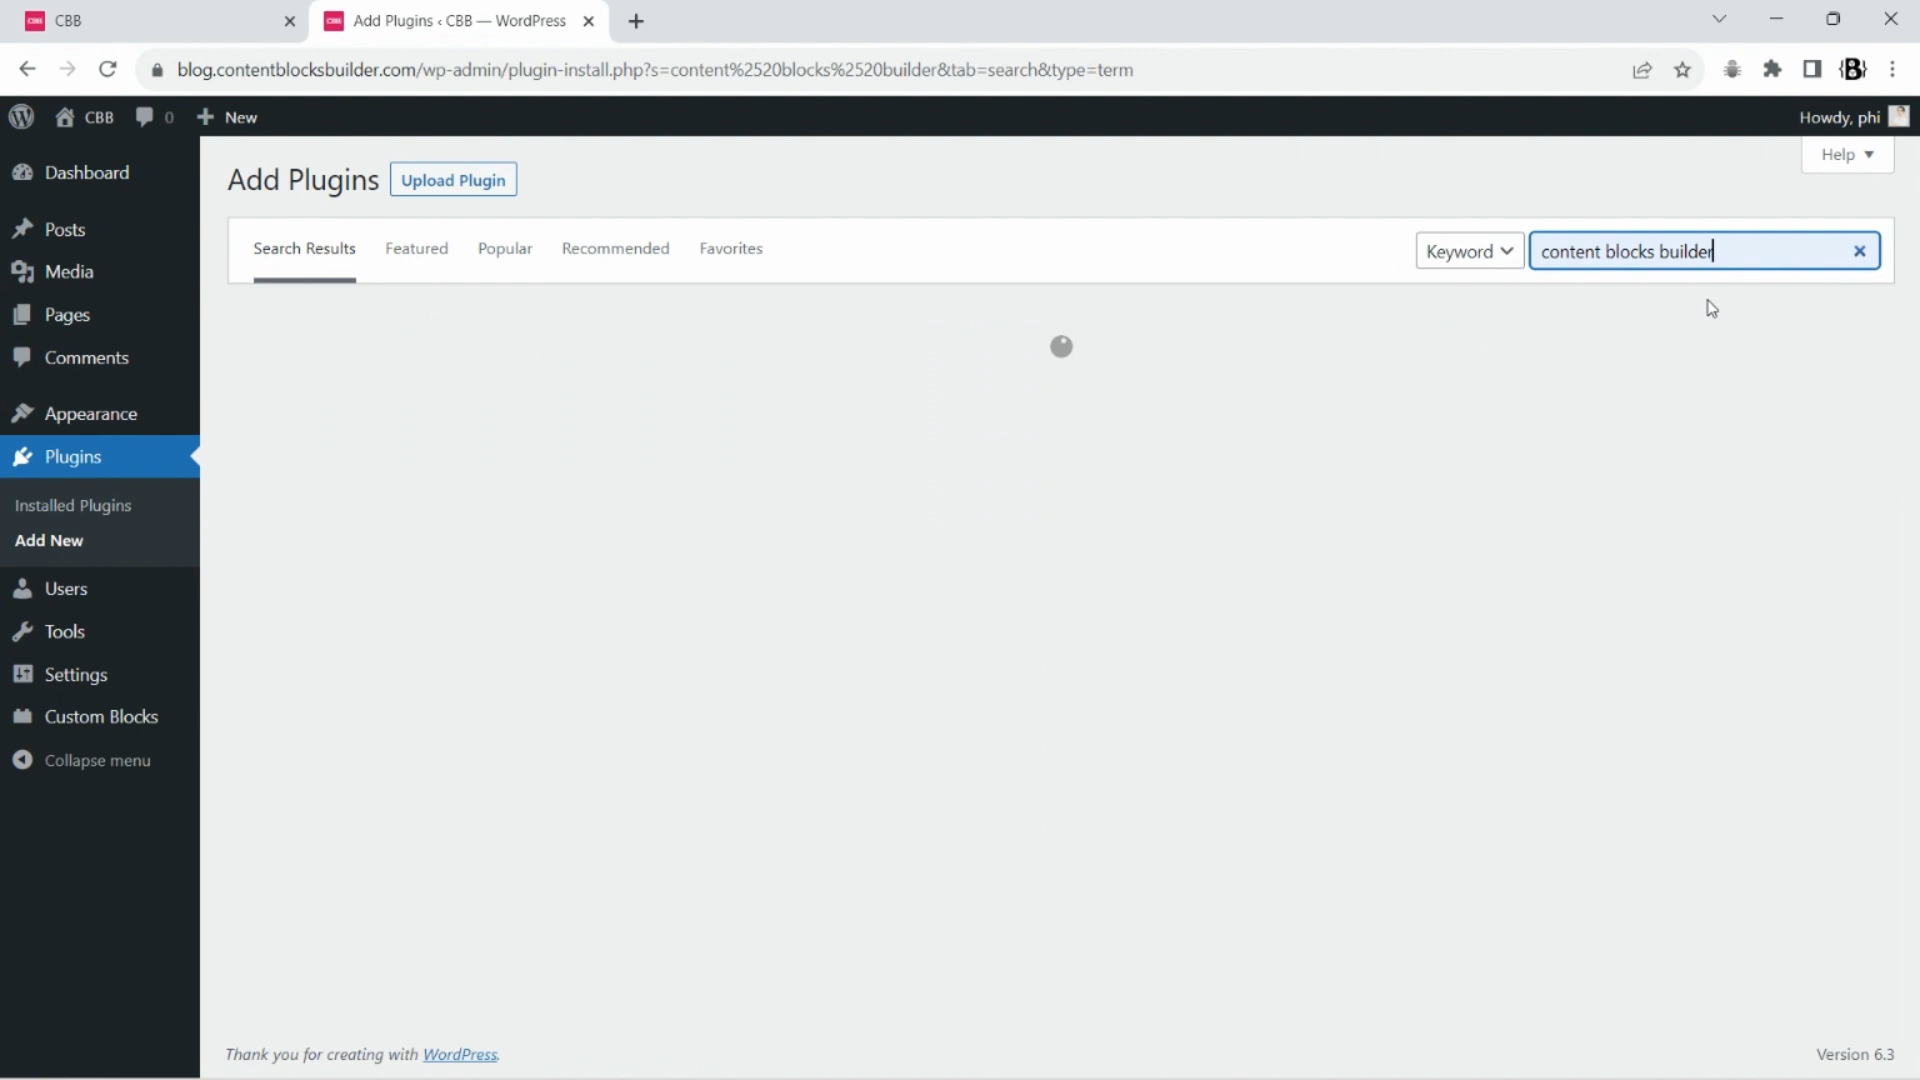 CBB
Add Plugins ‹ CBB — WordPress
blog.contentblocksbuilder.com/wp-admin/plugin-install.php?s=content%2520blocks%2520builder&tab=search&type=term
{B}
CBB 0 New
Howdy, phi
Help
Dashboard
Posts
Media
Pages
Comments
Appearance
Plugins
Installed Plugins
Add New
Users
Tools
Settings
Custom Blocks
Collapse menu
Add Plugins Upload Plugin
Search Results Featured Popular Recommended Favorites
Keyword content blocks builder
Thank you for creating with WordPress.
Version 6.3